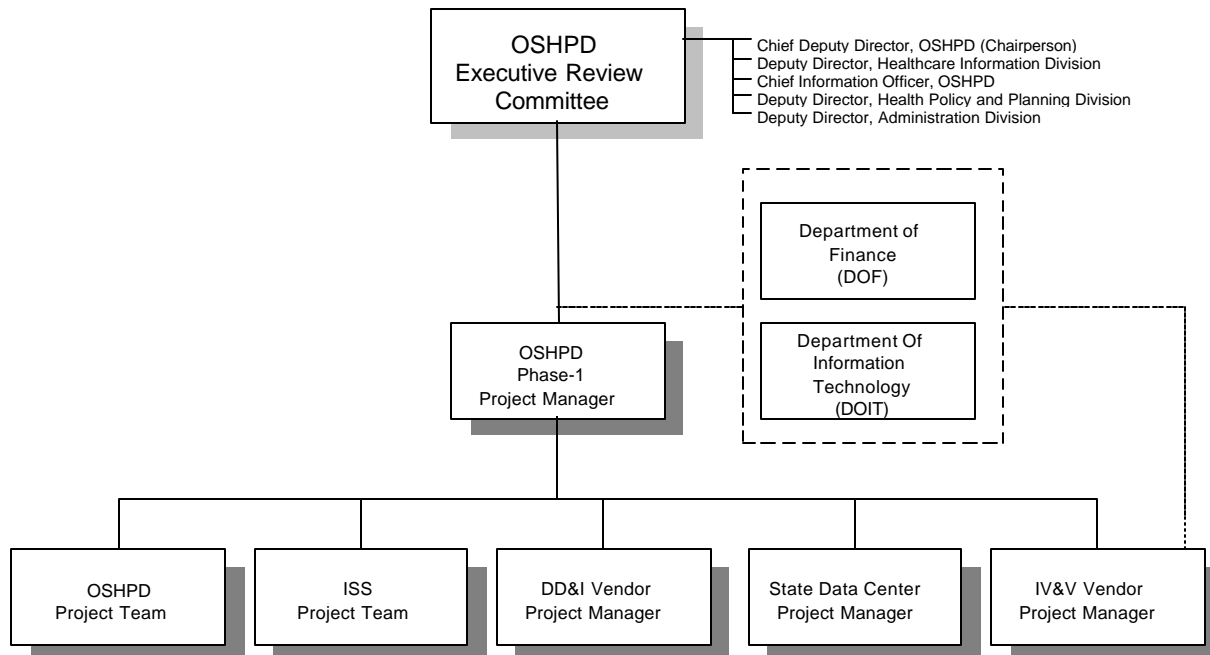 OSHPD
Executive Review
Committee
Chief Deputy Director, OSHPD (Chairperson)
Deputy Director, Healthcare Information Division
Chief Information Officer, OSHPD
Deputy Director, Health Policy and Planning Division
Deputy Director, Administration Division
Department of
Finance
(DOF)
Department Of
Information
Technology
(DOIT)
OSHPD
Phase-1
Project Manager
OSHPD
Project Team
ISS
Project Team
DD&I Vendor
Project Manager
State Data Center
Project Manager
IV&V Vendor
Project Manager